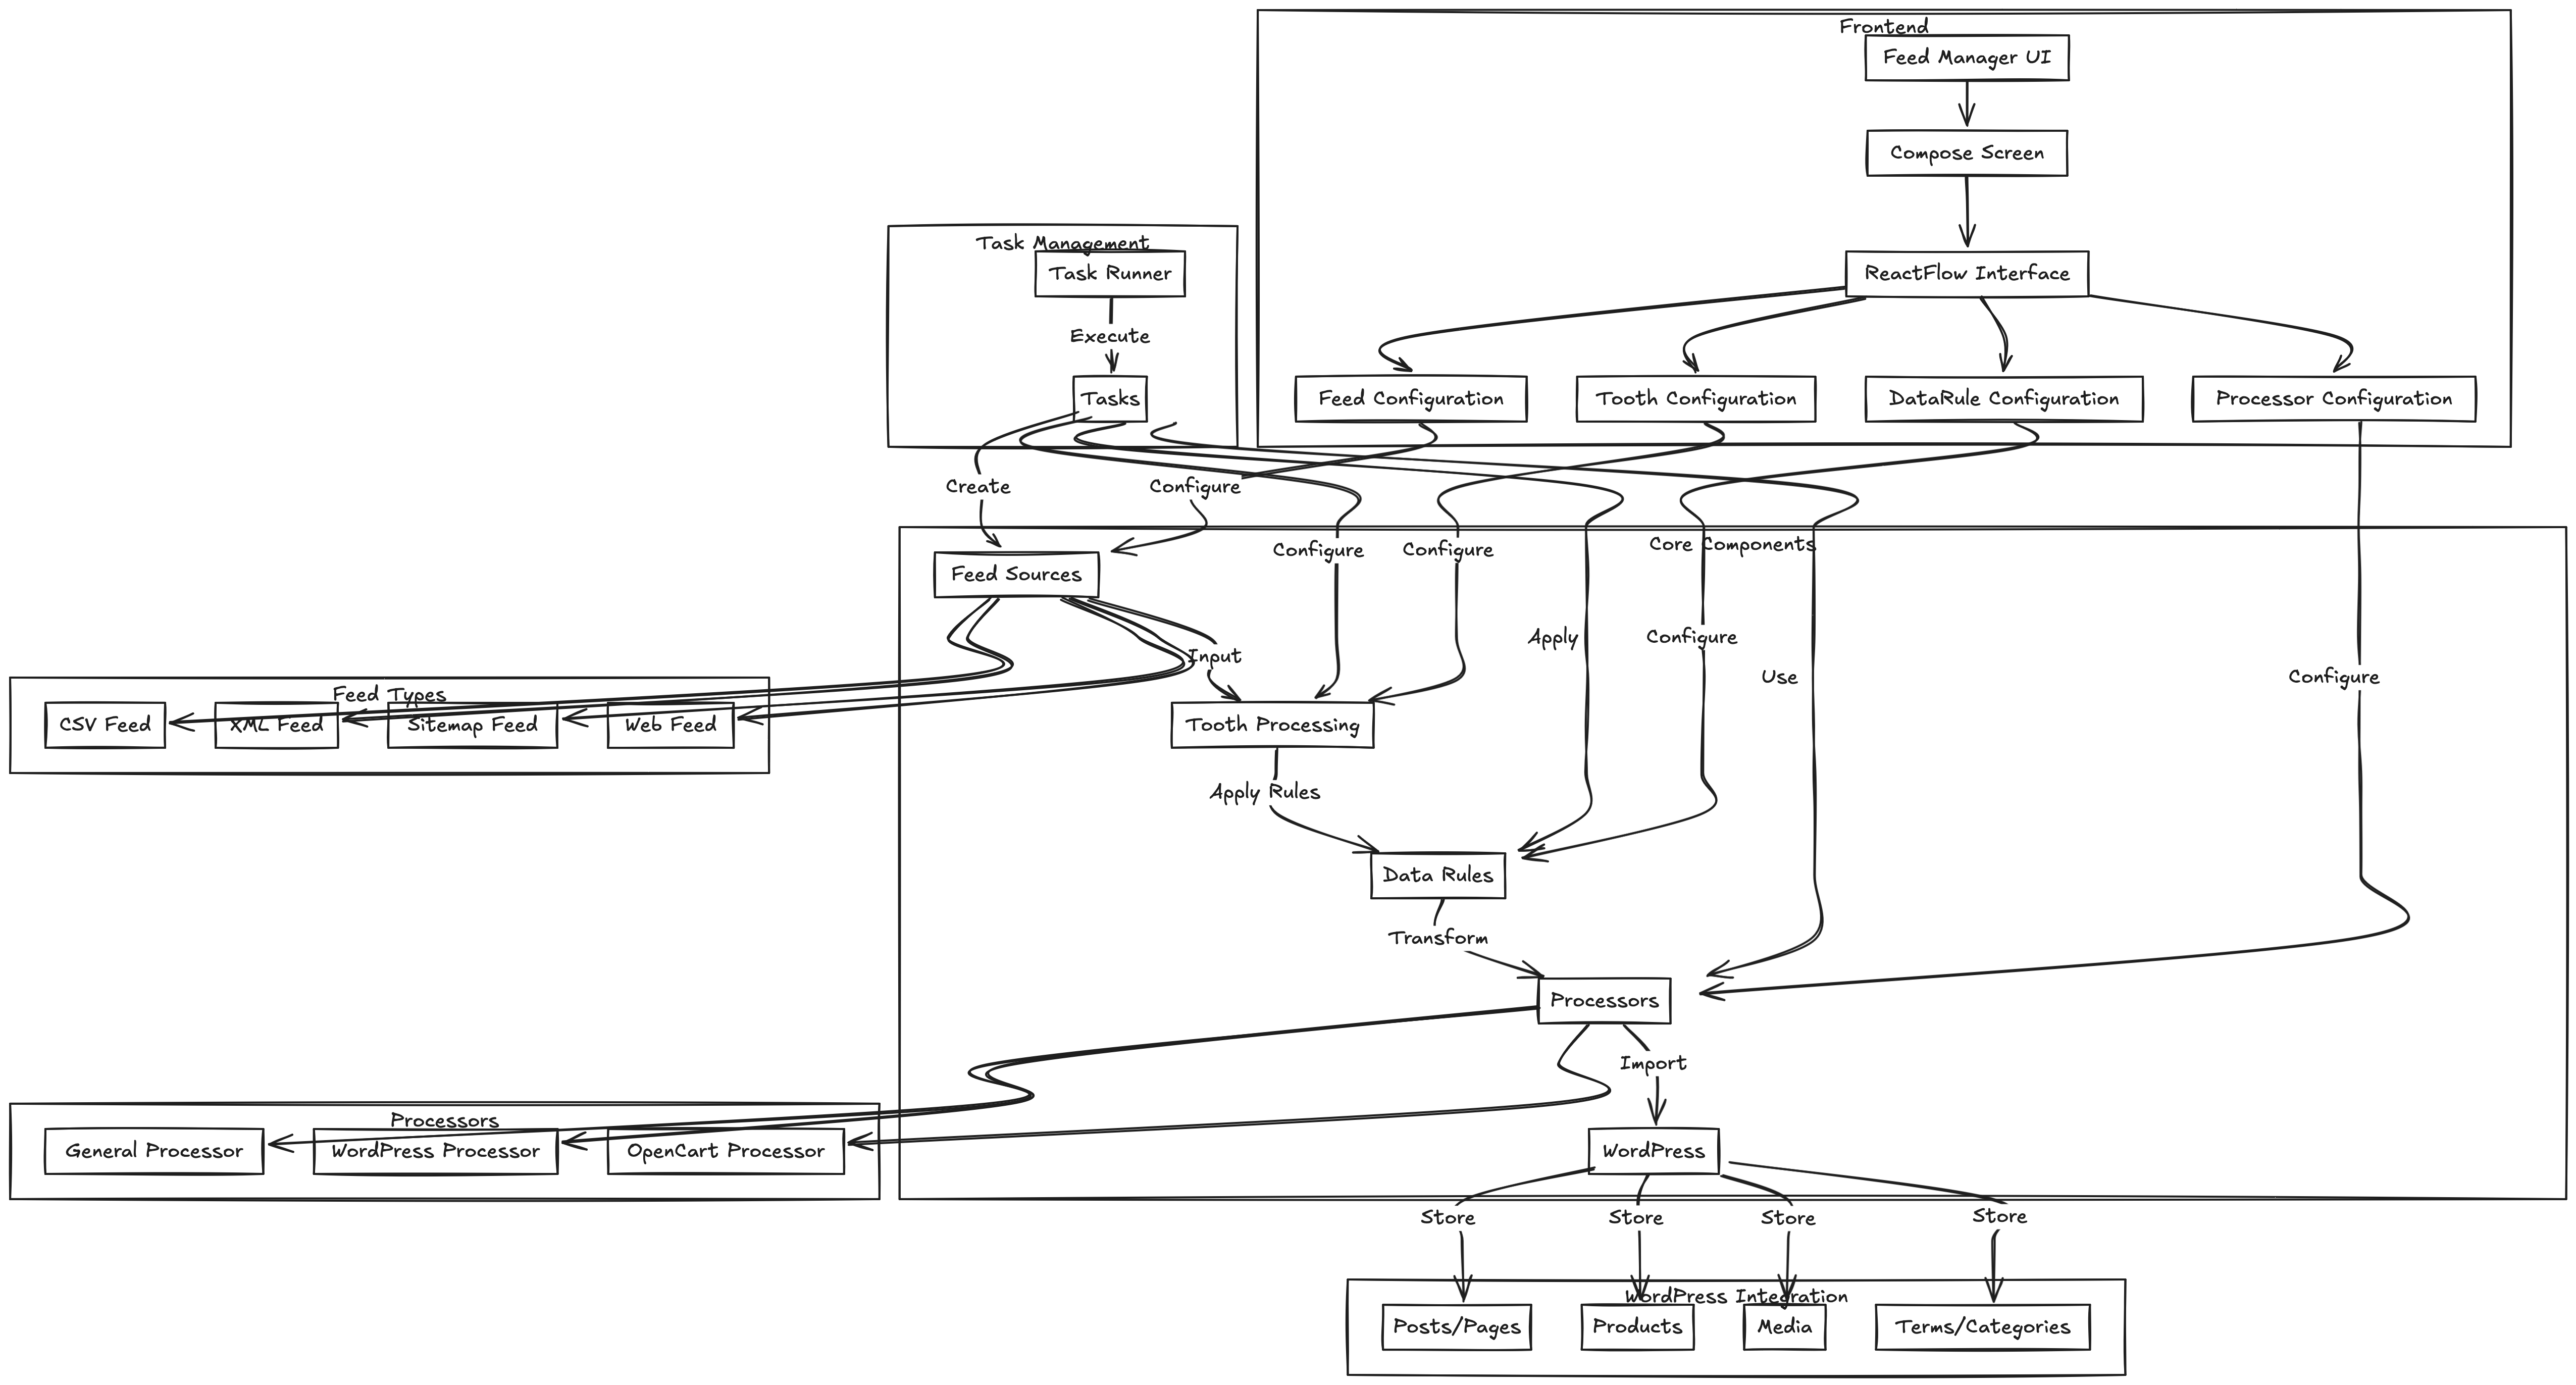 Frontend
Feed Manager UI
Compose Screen
Task Management
Task Runner
ReactFlow Interface
Execute
Tasks
Feed Configuration
Tooth Configuration
DataRule Configuration
Processor Configuration
Create
Configure
Configure
Configure
Core Components
Feed Sources
Apply
Configure
Input
Use
Configure
Feed Types
CSV Feed
XML Feed
Sitemap Feed
Web Feed
Tooth Processing
Apply Rules
Data Rules
Transform
Processors
Import
Processors
General Processor
WordPress Processor
OpenCart Processor
WordPress
Store
Store
Store
Store
WordPress Integration
Posts/Pages
Products
Media
Terms/Categories